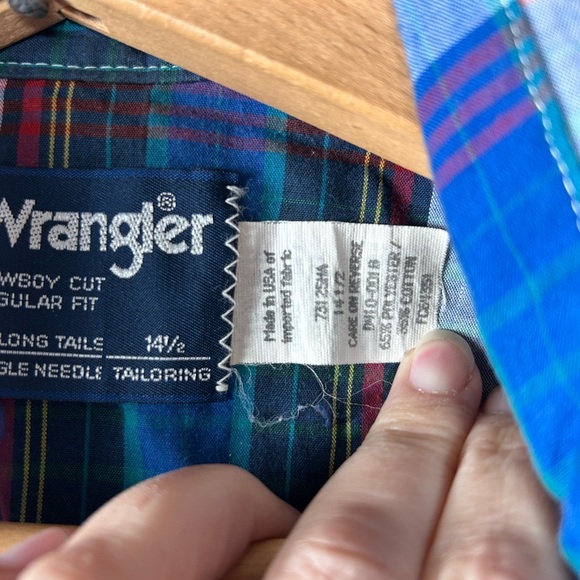 Wrangler®
WBOY CUT
GULAR FIT
LONG TAILS
14½
GLE NEEDLE TAILORING
Made in USA of
imported fabric
14 1/2
CARE ON REVERSE
65% POLYESTER /
35% COTTON